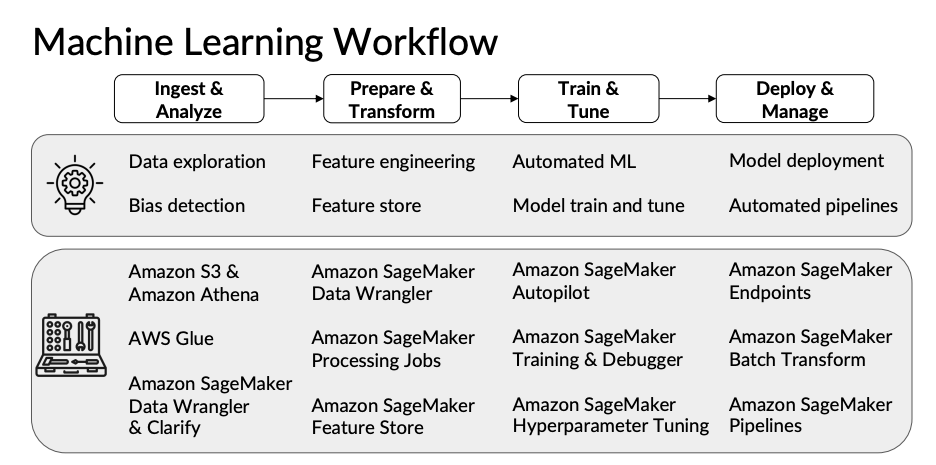 Machine Learning Workflow
Ingest &
Analyze
Prepare &
Transform
Train &
Tune
Deploy &
Manage
Data exploration
Bias detection
Feature engineering
Feature store
Automated ML
Model train and tune
Model deployment
Automated pipelines
Amazon S3 &
Amazon Athena
AWS Glue
Amazon SageMaker
Data Wrangler
& Clarify
Amazon SageMaker
Data Wrangler
Amazon SageMaker
Processing Jobs
Amazon SageMaker
Feature Store
Amazon SageMaker
Autopilot
Amazon SageMaker
Training & Debugger
Amazon SageMaker
Hyperparameter Tuning
Amazon SageMaker
Endpoints
Amazon SageMaker
Batch Transform
Amazon SageMaker
Pipelines